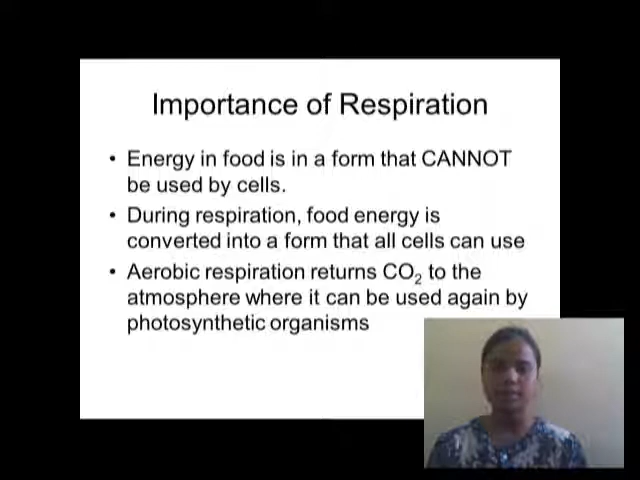 Importance of Respiration
• Energy in food is in a form that CANNOT
be used by cells.
• During respiration, food energy is
converted into a form that all cells can use
• Aerobic respiration returns CO₂ to the
atmosphere where it can be used again by
photosynthetic organisms